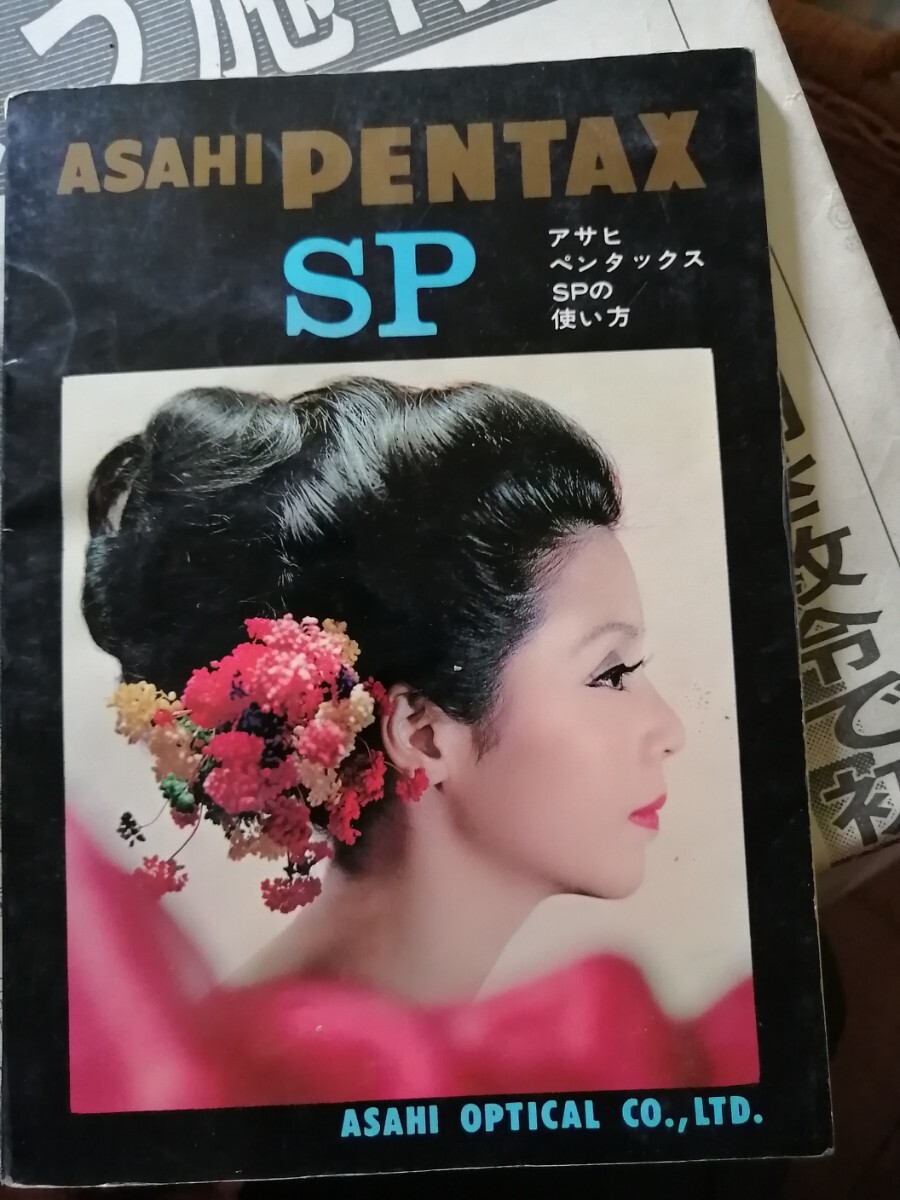 ASAHI PENTAX
SP
アサヒ
ペンタックス
SPの
使い方
ASAHI OPTICAL CO.,LTD.